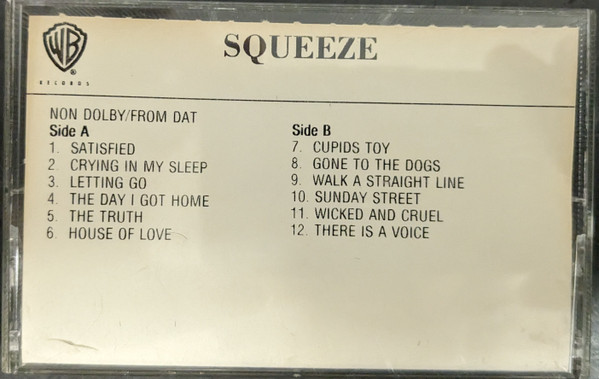 WB
®
RECORDS
SQUEEZE
NON DOLBY/FROM DAT
Side A
1. SATISFIED
2. CRYING IN MY SLEEP
3. LETTING GO
4. THE DAY I GOT HOME
5. THE TRUTH
6. HOUSE OF LOVE
Side B
7. CUPIDS TOY
8. GONE TO THE DOGS
9. WALK A STRAIGHT LINE
10. SUNDAY STREET
11. WICKED AND CRUEL
12. THERE IS A VOICE